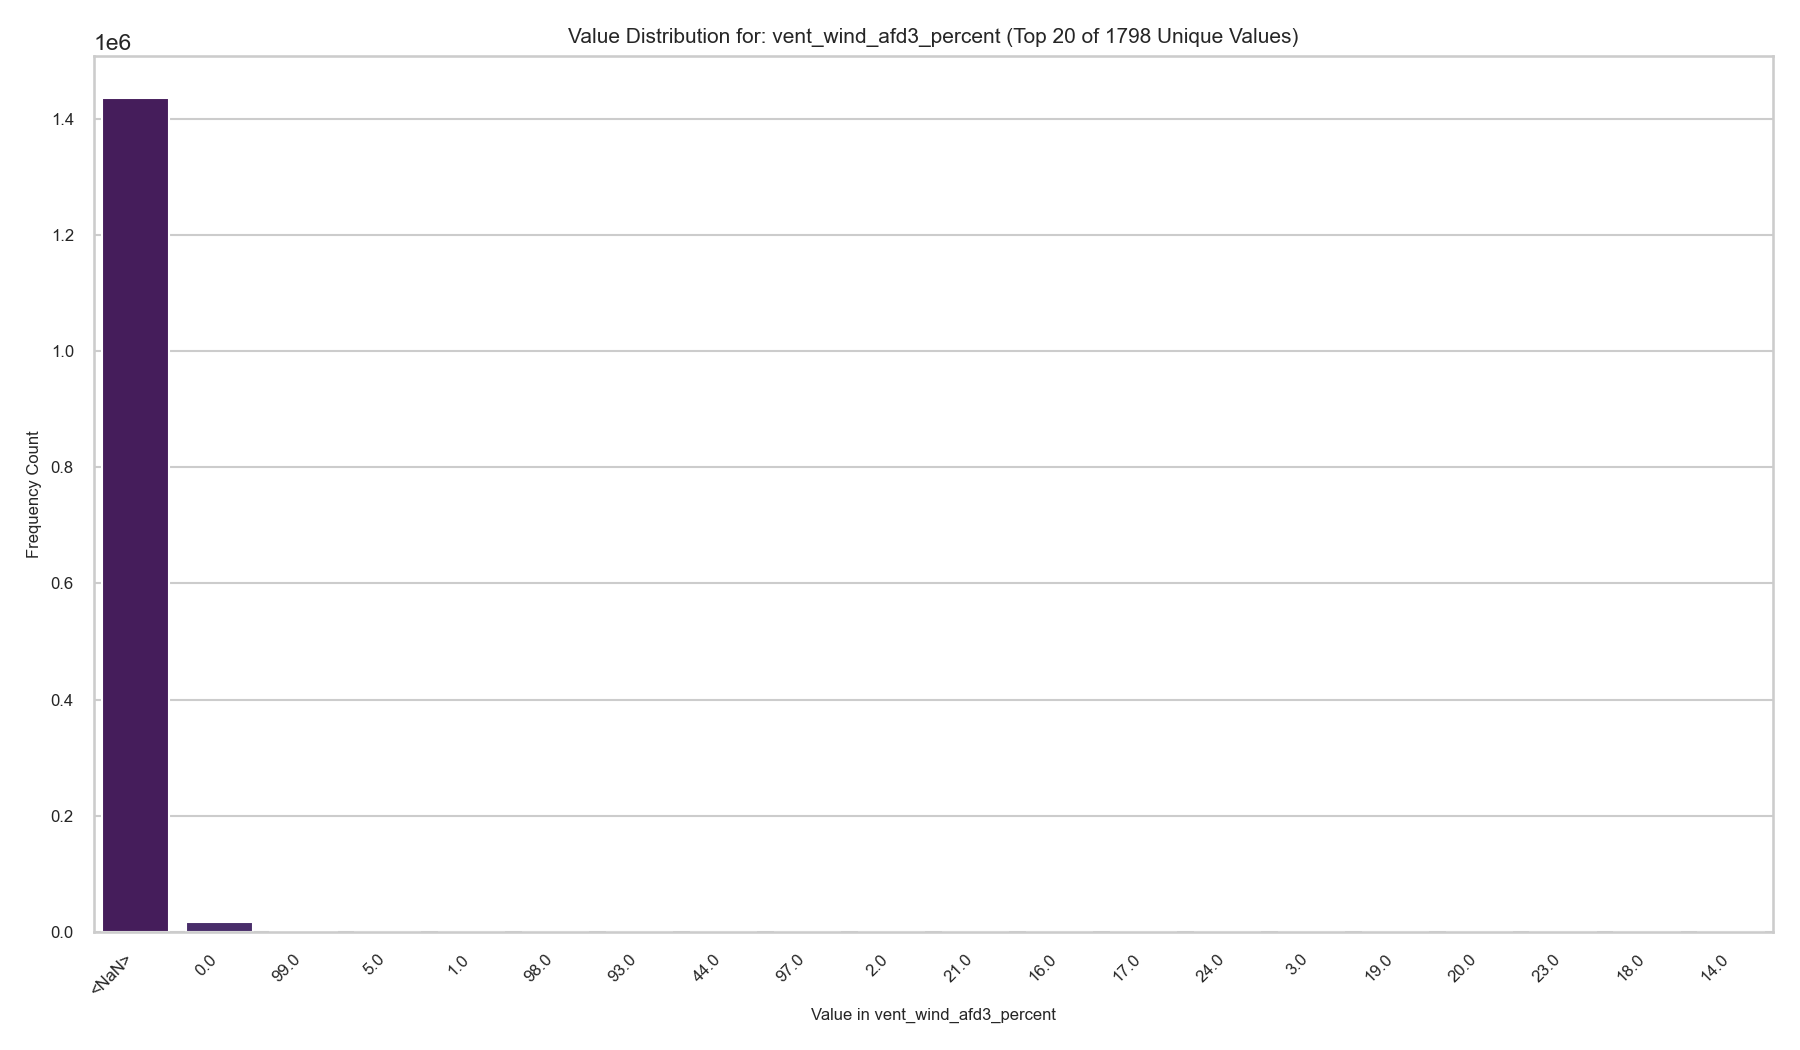 Value Distribution for: vent_wind_afd3_percent (Top 20 of 1798 Unique Values)
1e6
1.4
1.2
1.0
0.8
0.6
0.4
0.2
0.0
Frequency Count
<NaN> 0.0 99.0 5.0 1.0 98.0 93.0 44.0 97.0 2.0 21.0 16.0 17.0 24.0 3.0 19.0 20.0 23.0 18.0 14.0
Value in vent_wind_afd3_percent